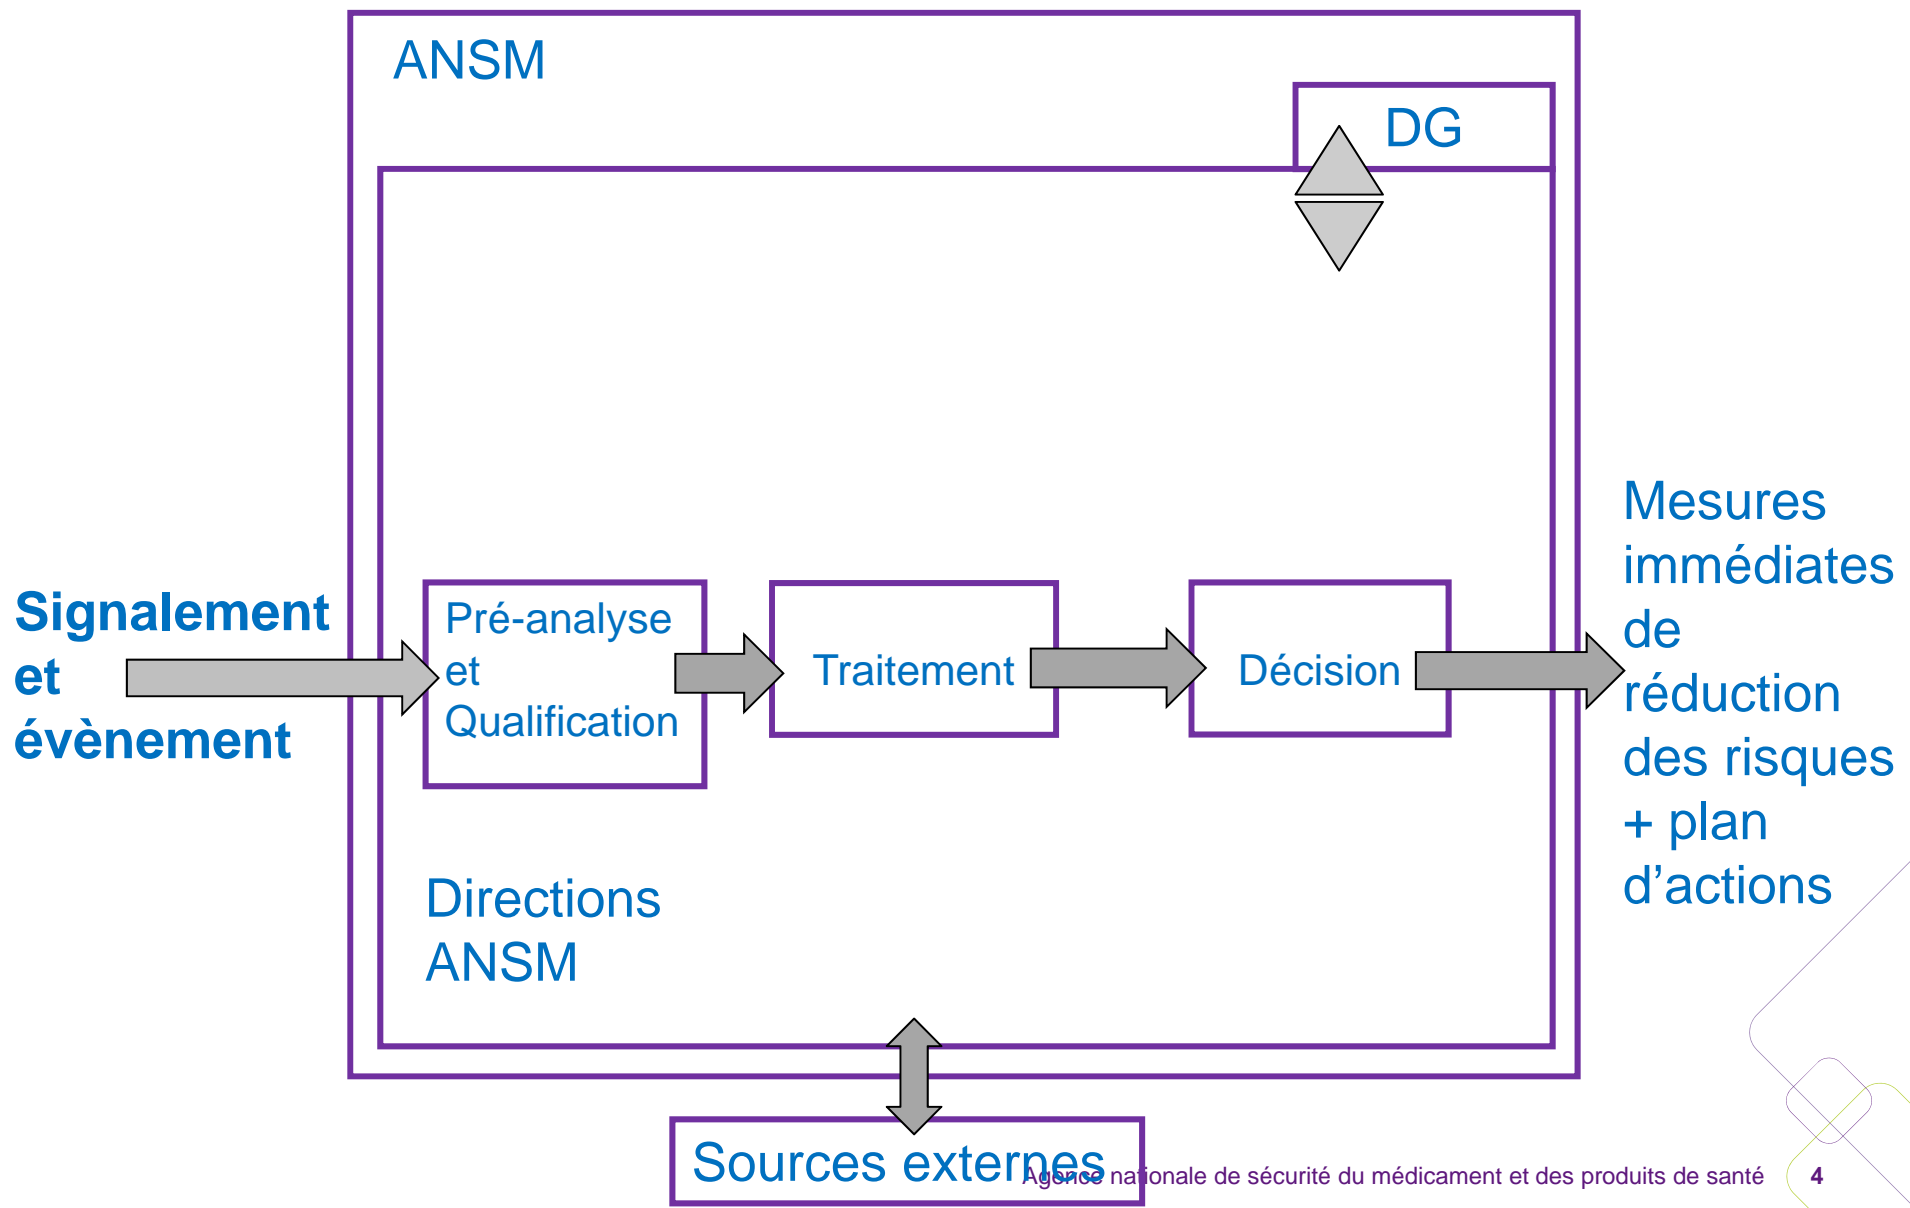 ANSM
DG
Signalement
et
évènement
Pré-analyse
et
Qualification
Traitement
Décision
Mesures
immédiates
de
réduction
des risques
+ plan
d’actions
Directions
ANSM
Sources externes
Agence nationale de sécurité du médicament et des produits de santé
4